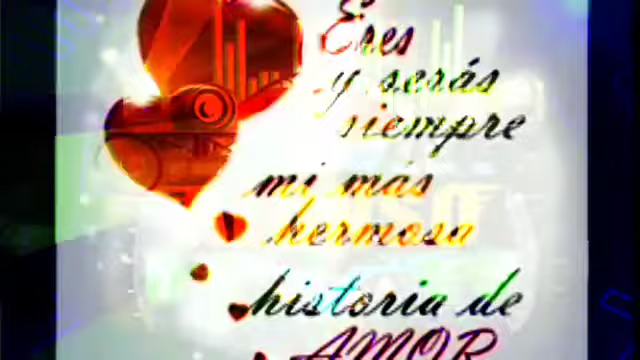 Eres
y serás
siempre
mi más
hermosa
historia de
AMOR